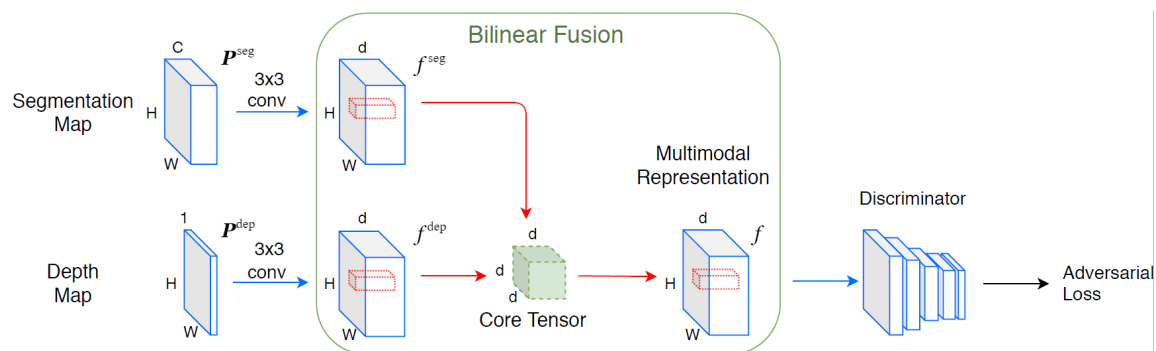 Bilinear Fusion
C
P^seg
d
f^seg
3x3
conv
Segmentation
Map
H
H
W
W
Multimodal
Representation
Discriminator
1
P^dep
d
f^dep
d
d
f
3x3
conv
Depth
Map
H
H
d
d
H
Adversarial
Loss
W
W
Core Tensor
W